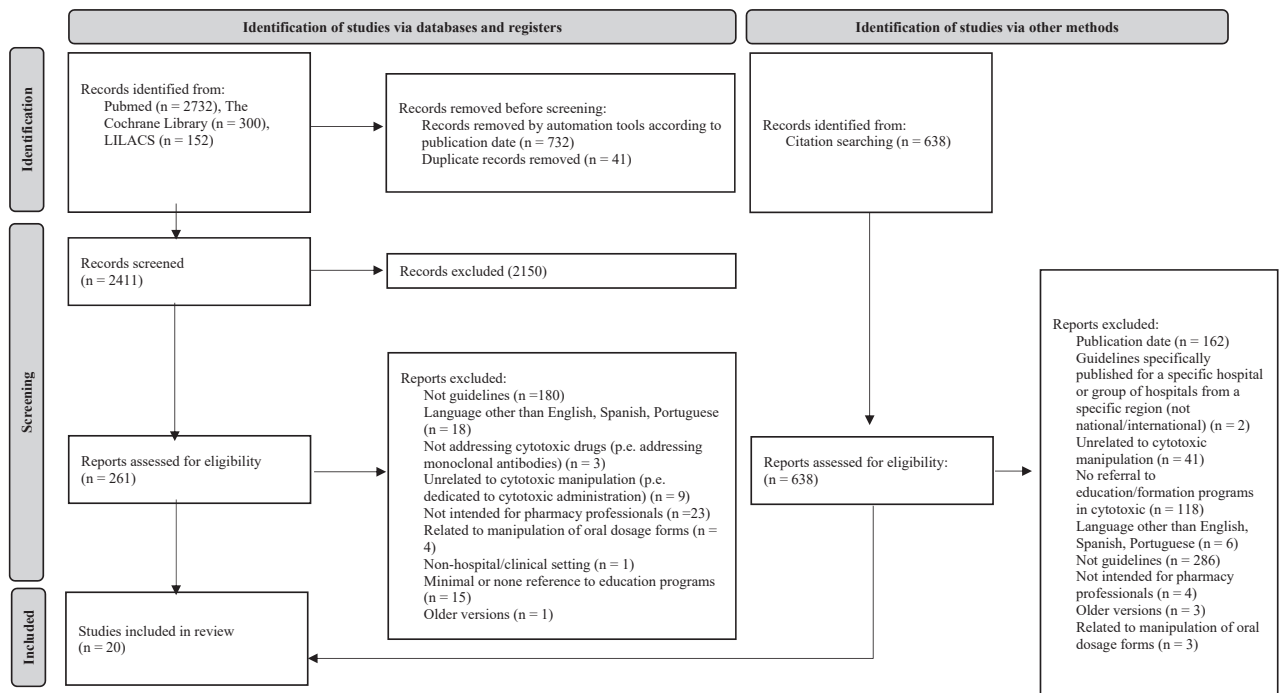 Identification of studies via databases and registers
Identification of studies via other methods
Identification
Records identified from:
Pubmed (n = 2732), The
Cochrane Library (n = 300),
LILACS (n = 152)
Records removed before screening:
Records removed by automation tools according to
publication date (n = 732)
Duplicate records removed (n = 41)
Records identified from:
Citation searching (n = 638)
Screening
Records screened
(n = 2411)
Records excluded (2150)
Reports assessed for eligibility
(n = 261)
Reports excluded:
Not guidelines (n =180)
Language other than English, Spanish, Portuguese
(n = 18)
Not addressing cytotoxic drugs (p.e. addressing
monoclonal antibodies) (n = 3)
Unrelated to cytotoxic manipulation (p.e.
dedicated to cytotoxic administration) (n = 9)
Not intended for pharmacy professionals (n =23)
Related to manipulation of oral dosage forms (n =
4)
Non-hospital/clinical setting (n = 1)
Minimal or none reference to education programs
(n = 15)
Older versions (n = 1)
Reports assessed for eligibility:
(n = 638)
Reports excluded:
Publication date (n = 162)
Guidelines specifically
published for a specific hospital
or group of hospitals from a
specific region (not
national/international) (n = 2)
Unrelated to cytotoxic
manipulation (n = 41)
No referral to
education/formation programs
in cytotoxic (n = 118)
Language other than English,
Spanish, Portuguese (n = 6)
Not guidelines (n = 286)
Not intended for pharmacy
professionals (n = 4)
Older versions (n = 3)
Related to manipulation of oral
dosage forms (n = 3)
Included
Studies included in review
(n = 20)